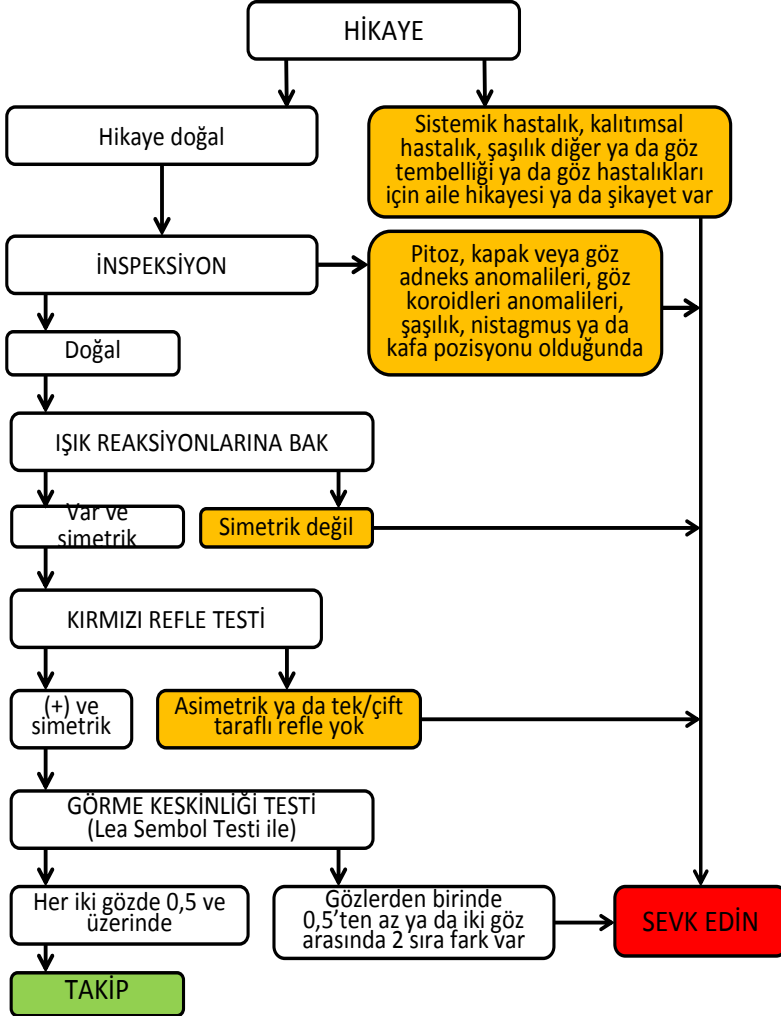 HİKAYE
Hikaye doğal
Sistemik hastalık, kalıtımsal
hastalık, şaşılık diğer ya da göz
tembelliği ya da göz hastalıkları
için aile hikayesi ya da şikayet var
İNSPEKSİYON
Pitoz, kapak veya göz
adneks anomalileri, göz
koroidleri anomalileri,
şaşılık, nistagmus ya da
kafa pozisyonu olduğunda
Doğal
IŞIK REAKSİYONLARINA BAK
Var ve
simetrik
Simetrik değil
KIRMIZI REFLE TESTİ
(+) ve
simetrik
Asimetrik ya da tek/çift
taraflı refle yok
GÖRME KESKİNLİĞİ TESTİ
(Lea Sembol Testi ile)
Her iki gözde 0,5 ve
üzerinde
Gözlerden birinde
0,5’ten az ya da iki göz
arasında 2 sıra fark var
SEVK EDİN
TAKİP